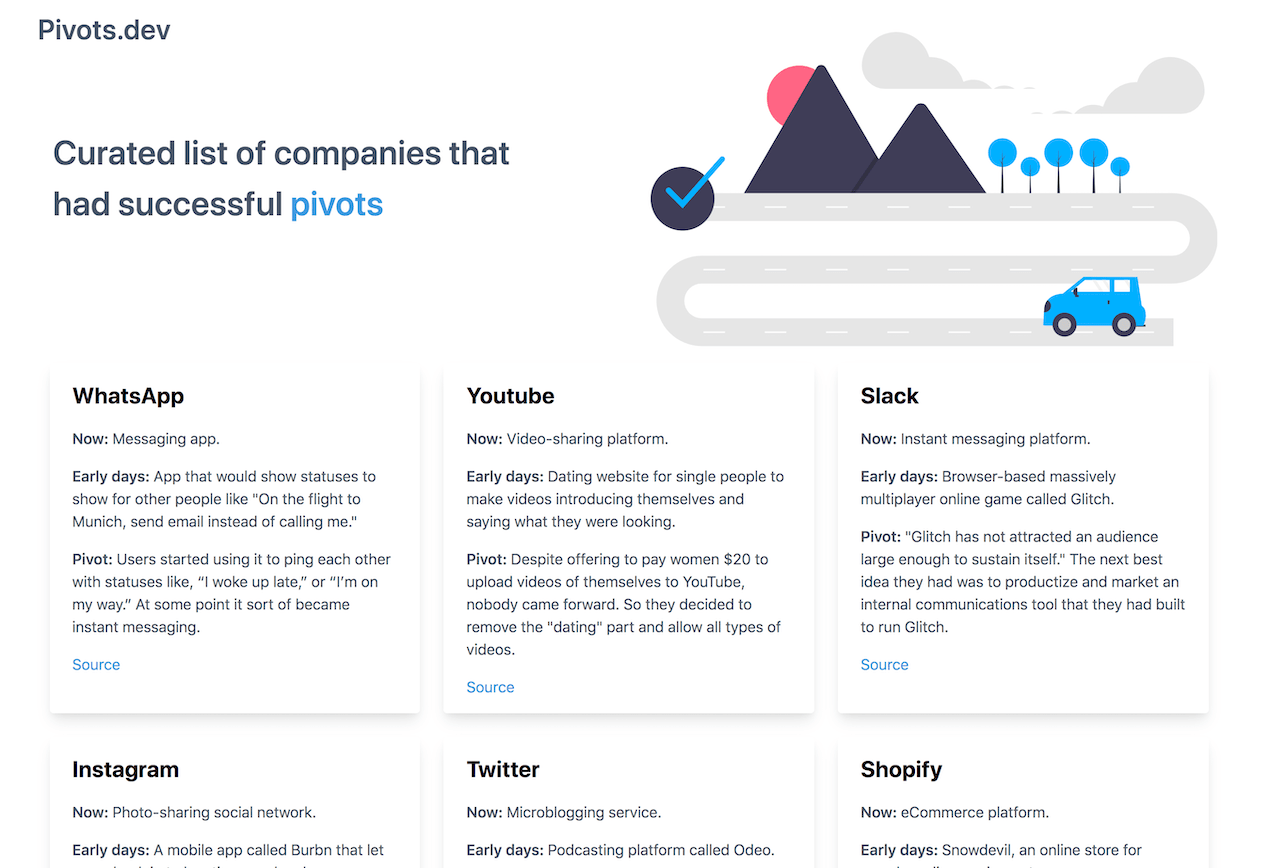 Pivots.dev
Curated list of companies that
had successful pivots
WhatsApp
Now: Messaging app.
Early days: App that would show statuses to
show for other people like "On the flight to
Munich, send email instead of calling me."
Pivot: Users started using it to ping each other
with statuses like, “I woke up late,” or “I’m on
my way.” At some point it sort of became
instant messaging.
Source
Youtube
Now: Video-sharing platform.
Early days: Dating website for single people to
make videos introducing themselves and
saying what they were looking.
Pivot: Despite offering to pay women $20 to
upload videos of themselves to YouTube,
nobody came forward. So they decided to
remove the "dating" part and allow all types of
videos.
Source
Slack
Now: Instant messaging platform.
Early days: Browser-based massively
multiplayer online game called Glitch.
Pivot: "Glitch has not attracted an audience
large enough to sustain itself." The next best
idea they had was to productize and market an
internal communications tool that they had built
to run Glitch.
Source
Instagram
Now: Photo-sharing social network.
Early days: A mobile app called Burbn that let
Twitter
Now: Microblogging service.
Early days: Podcasting platform called Odeo.
Shopify
Now: eCommerce platform.
Early days: Snowdevil, an online store for